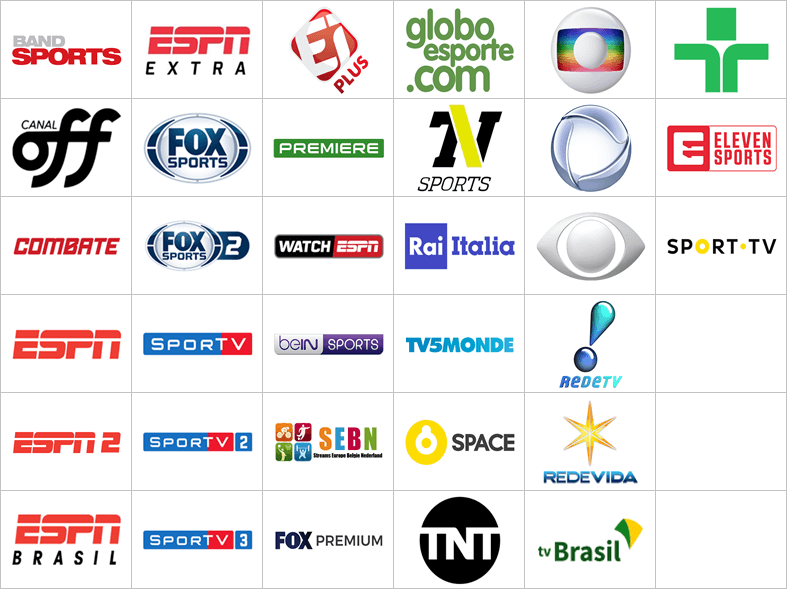 BAND
SPORTS
ESPN
EXTRA
EI
PLUS
globo
esporte
.com
CANAL
off
FOX
SPORTS
PREMIERE
N
SPORTS
ELEVEN
SPORTS
COMBATE
FOX
SPORTS 2
WATCH ESPN
Rai Italia
SPORT•TV
ESPN
SPORTV
beIN SPORTS
TV5MONDE
REDETV
ESPN 2
SPORTV 2
SEBN
Streams Europe Belgie Nederland
SPACE
REDEVIDA
ESPN
BRASIL
SPORTV 3
FOX PREMIUM
TNT
tv Brasil